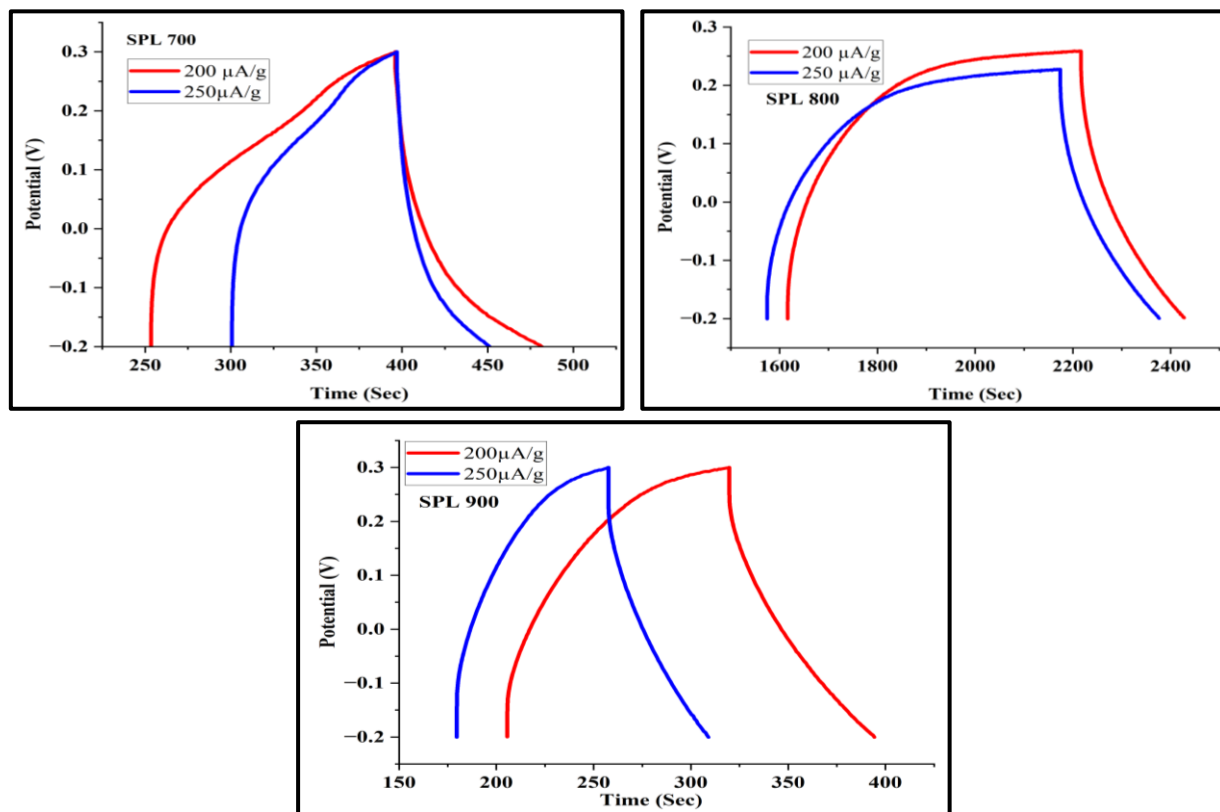 SPL 700
200 µA/g
250µA/g
Potential (V)
0.3
0.2
0.1
0.0
−0.1
−0.2
250 300 350 400 450 500
Time (Sec)
200 µA/g
250 µA/g
SPL 800
Potential (V)
0.3
0.2
0.1
0.0
−0.1
−0.2
1600 1800 2000 2200 2400
Time (Sec)
200µA/g
250µA/g
SPL 900
Potential (V)
0.3
0.2
0.1
0.0
−0.1
−0.2
150 200 250 300 350 400
Time (Sec)